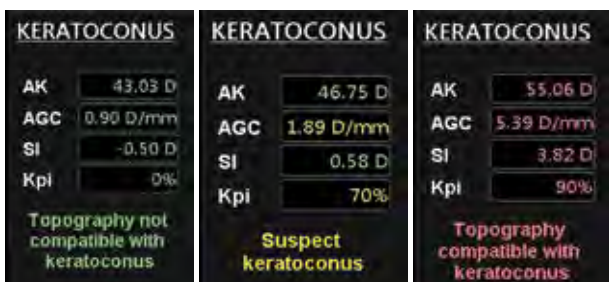 KERATOCONUS
AK 43.03 D
AGC 0.90 D/mm
SI -0.50 D
Kpi 0%
Topography not
compatible with
keratoconus
KERATOCONUS
AK 46.75 D
AGC 1.89 D/mm
SI 0.58 D
Kpi 70%
Suspect
keratoconus
KERATOCONUS
AK 55.06 D
AGC 5.39 D/mm
SI 3.82 D
Kpi 90%
Topography
compatible with
keratoconus